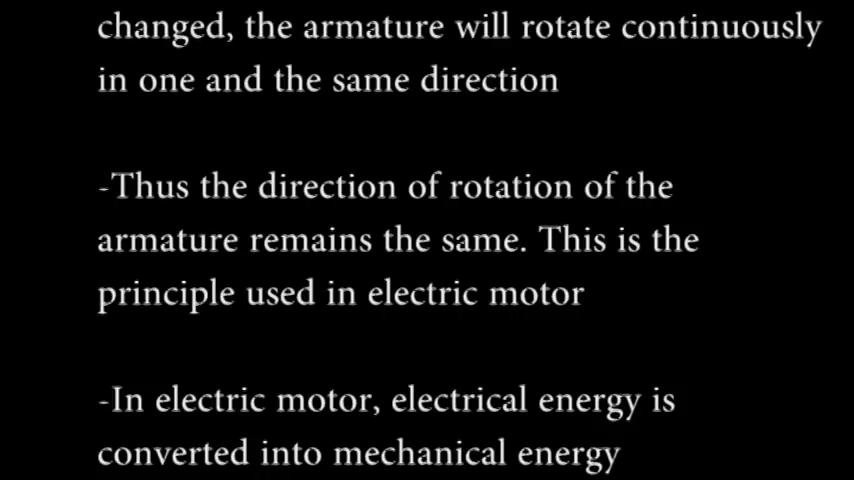 changed, the armature will rotate continuously
in one and the same direction
-Thus the direction of rotation of the
armature remains the same. This is the
principle used in electric motor
-In electric motor, electrical energy is
converted into mechanical energy